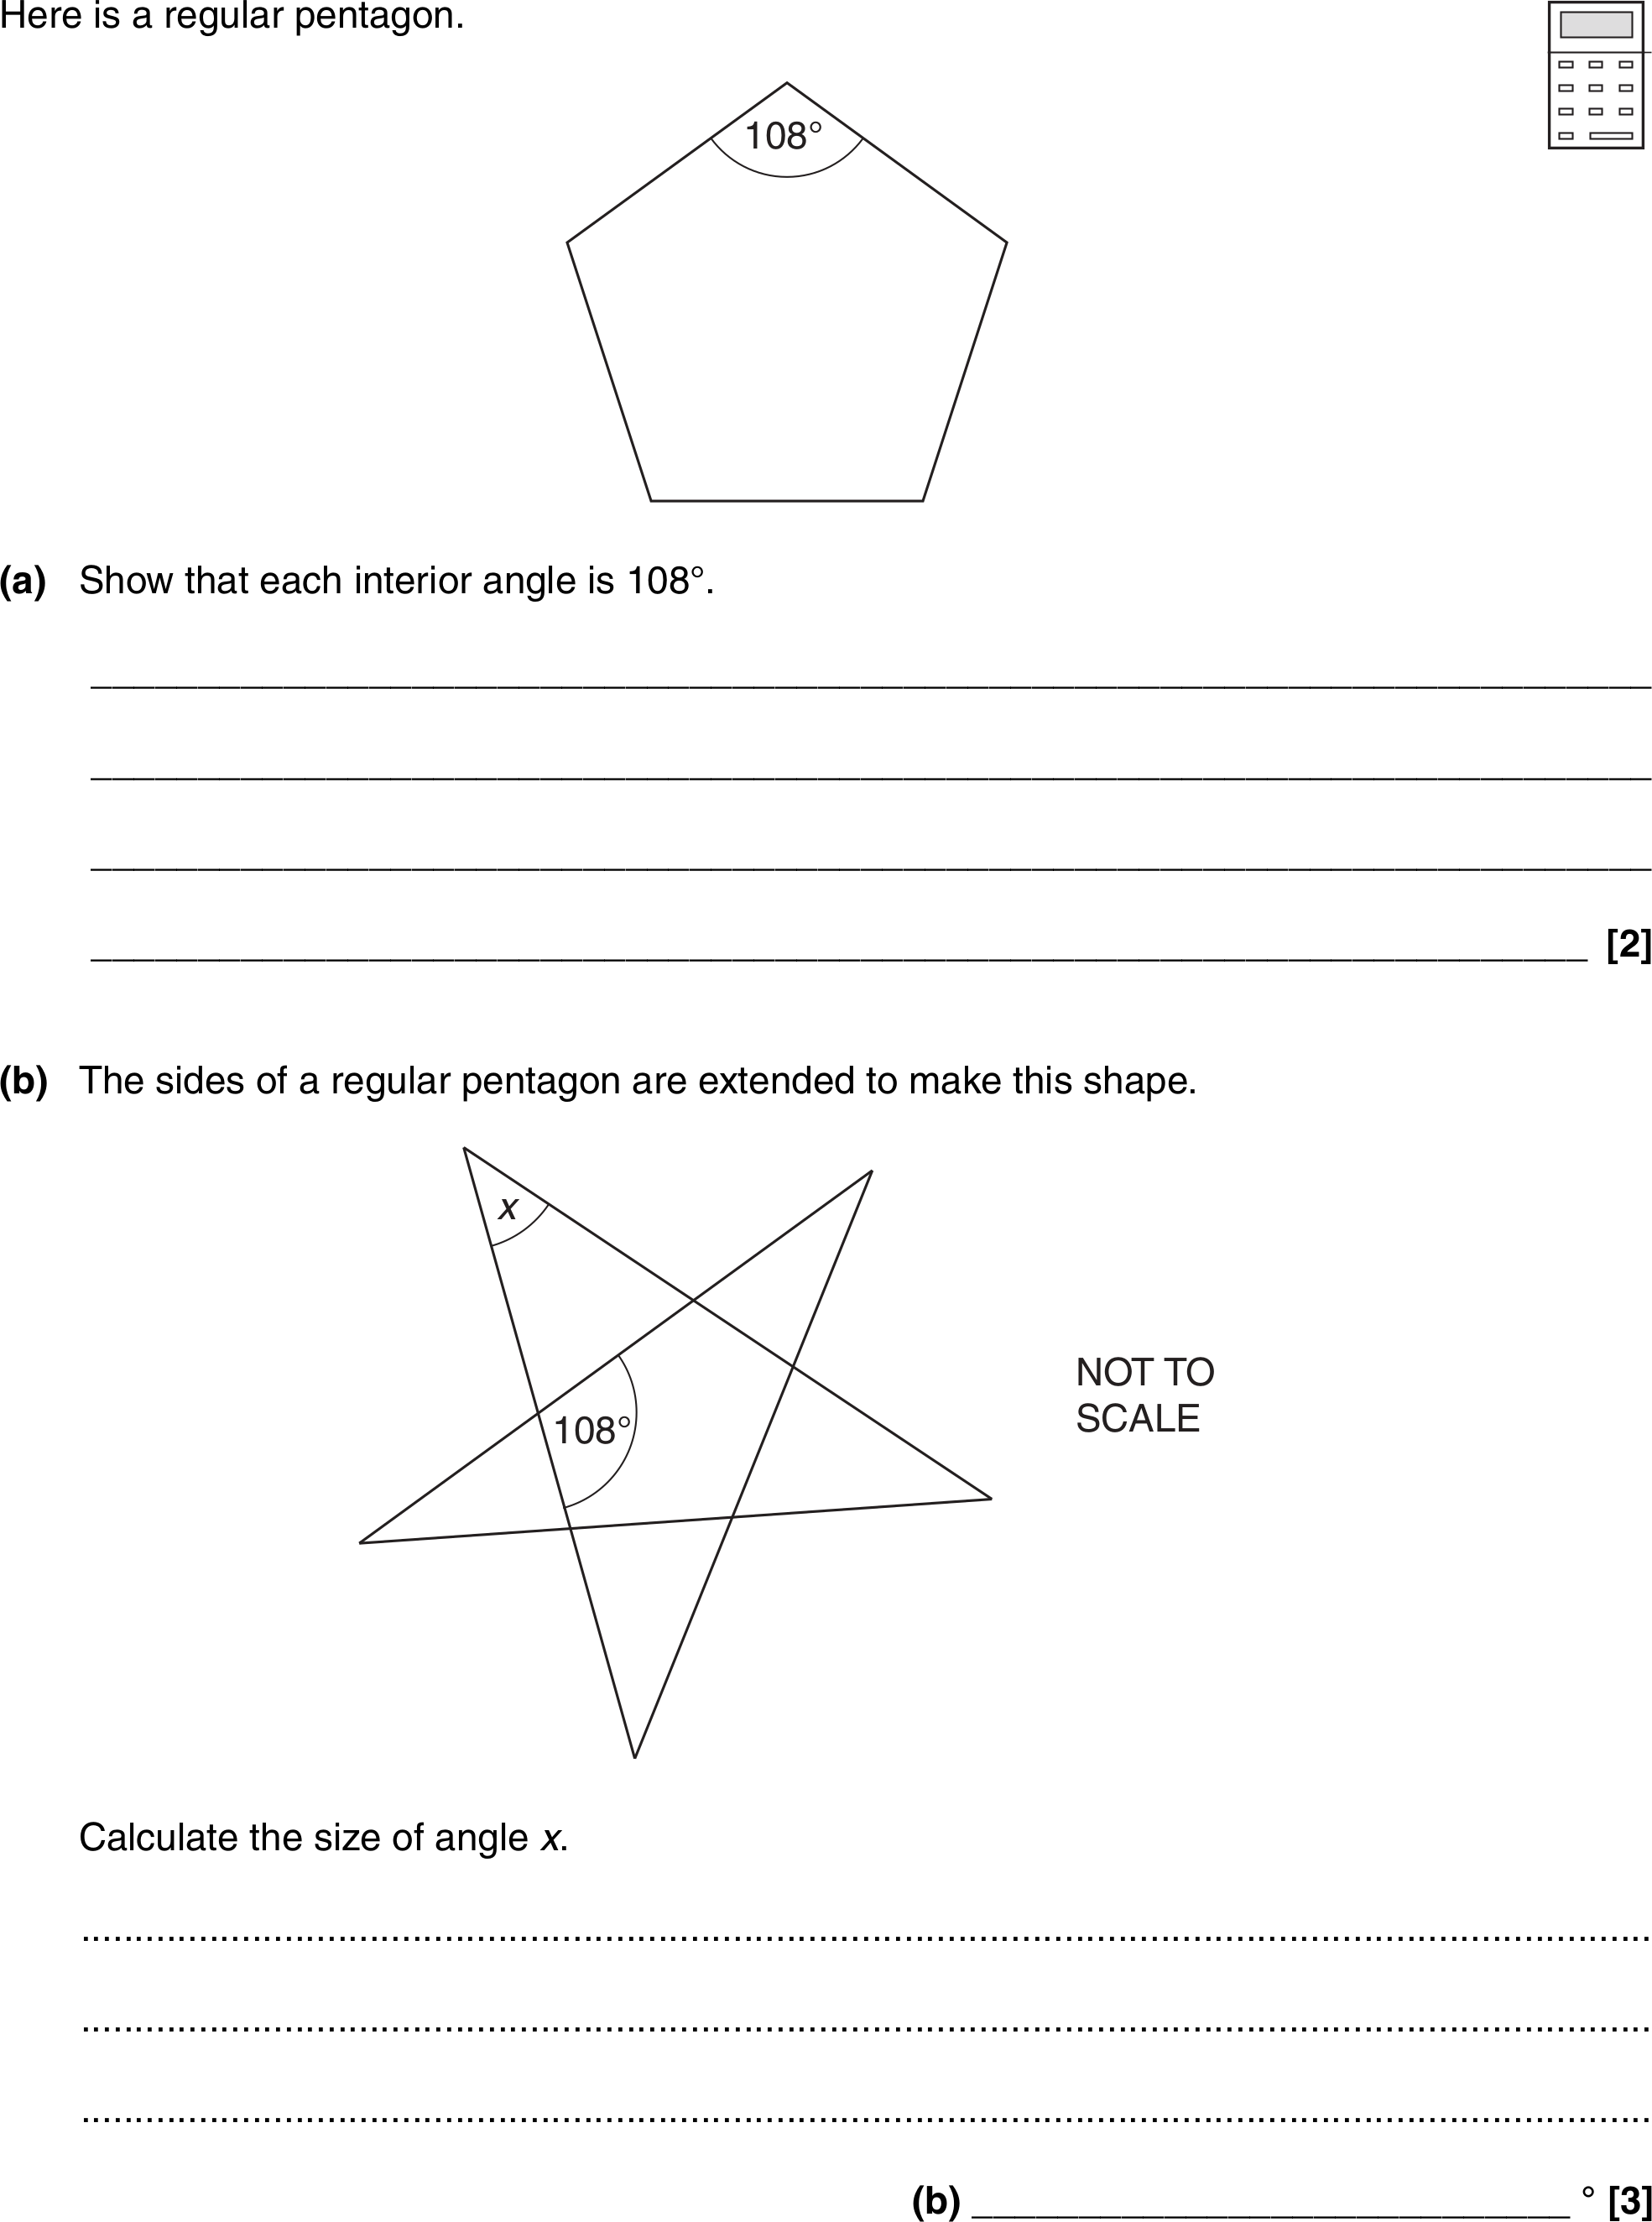 Here is a regular pentagon.
108°
(a) Show that each interior angle is 108°.
[2]
(b) The sides of a regular pentagon are extended to make this shape.
x
108°
NOT TO
SCALE
Calculate the size of angle x.
(b) ° [3]